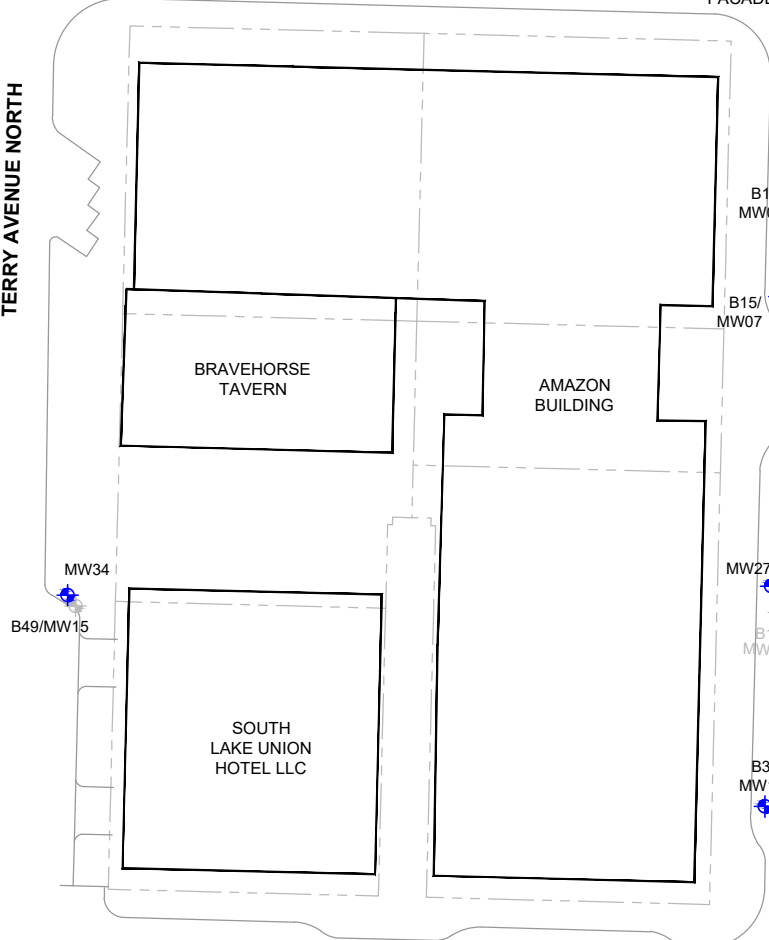 TERRY AVENUE NORTH
B15/
MW07
BRAVEHORSE
TAVERN
AMAZON
BUILDING
MW34
MW27
B49/MW15
SOUTH
LAKE UNION
HOTEL LLC